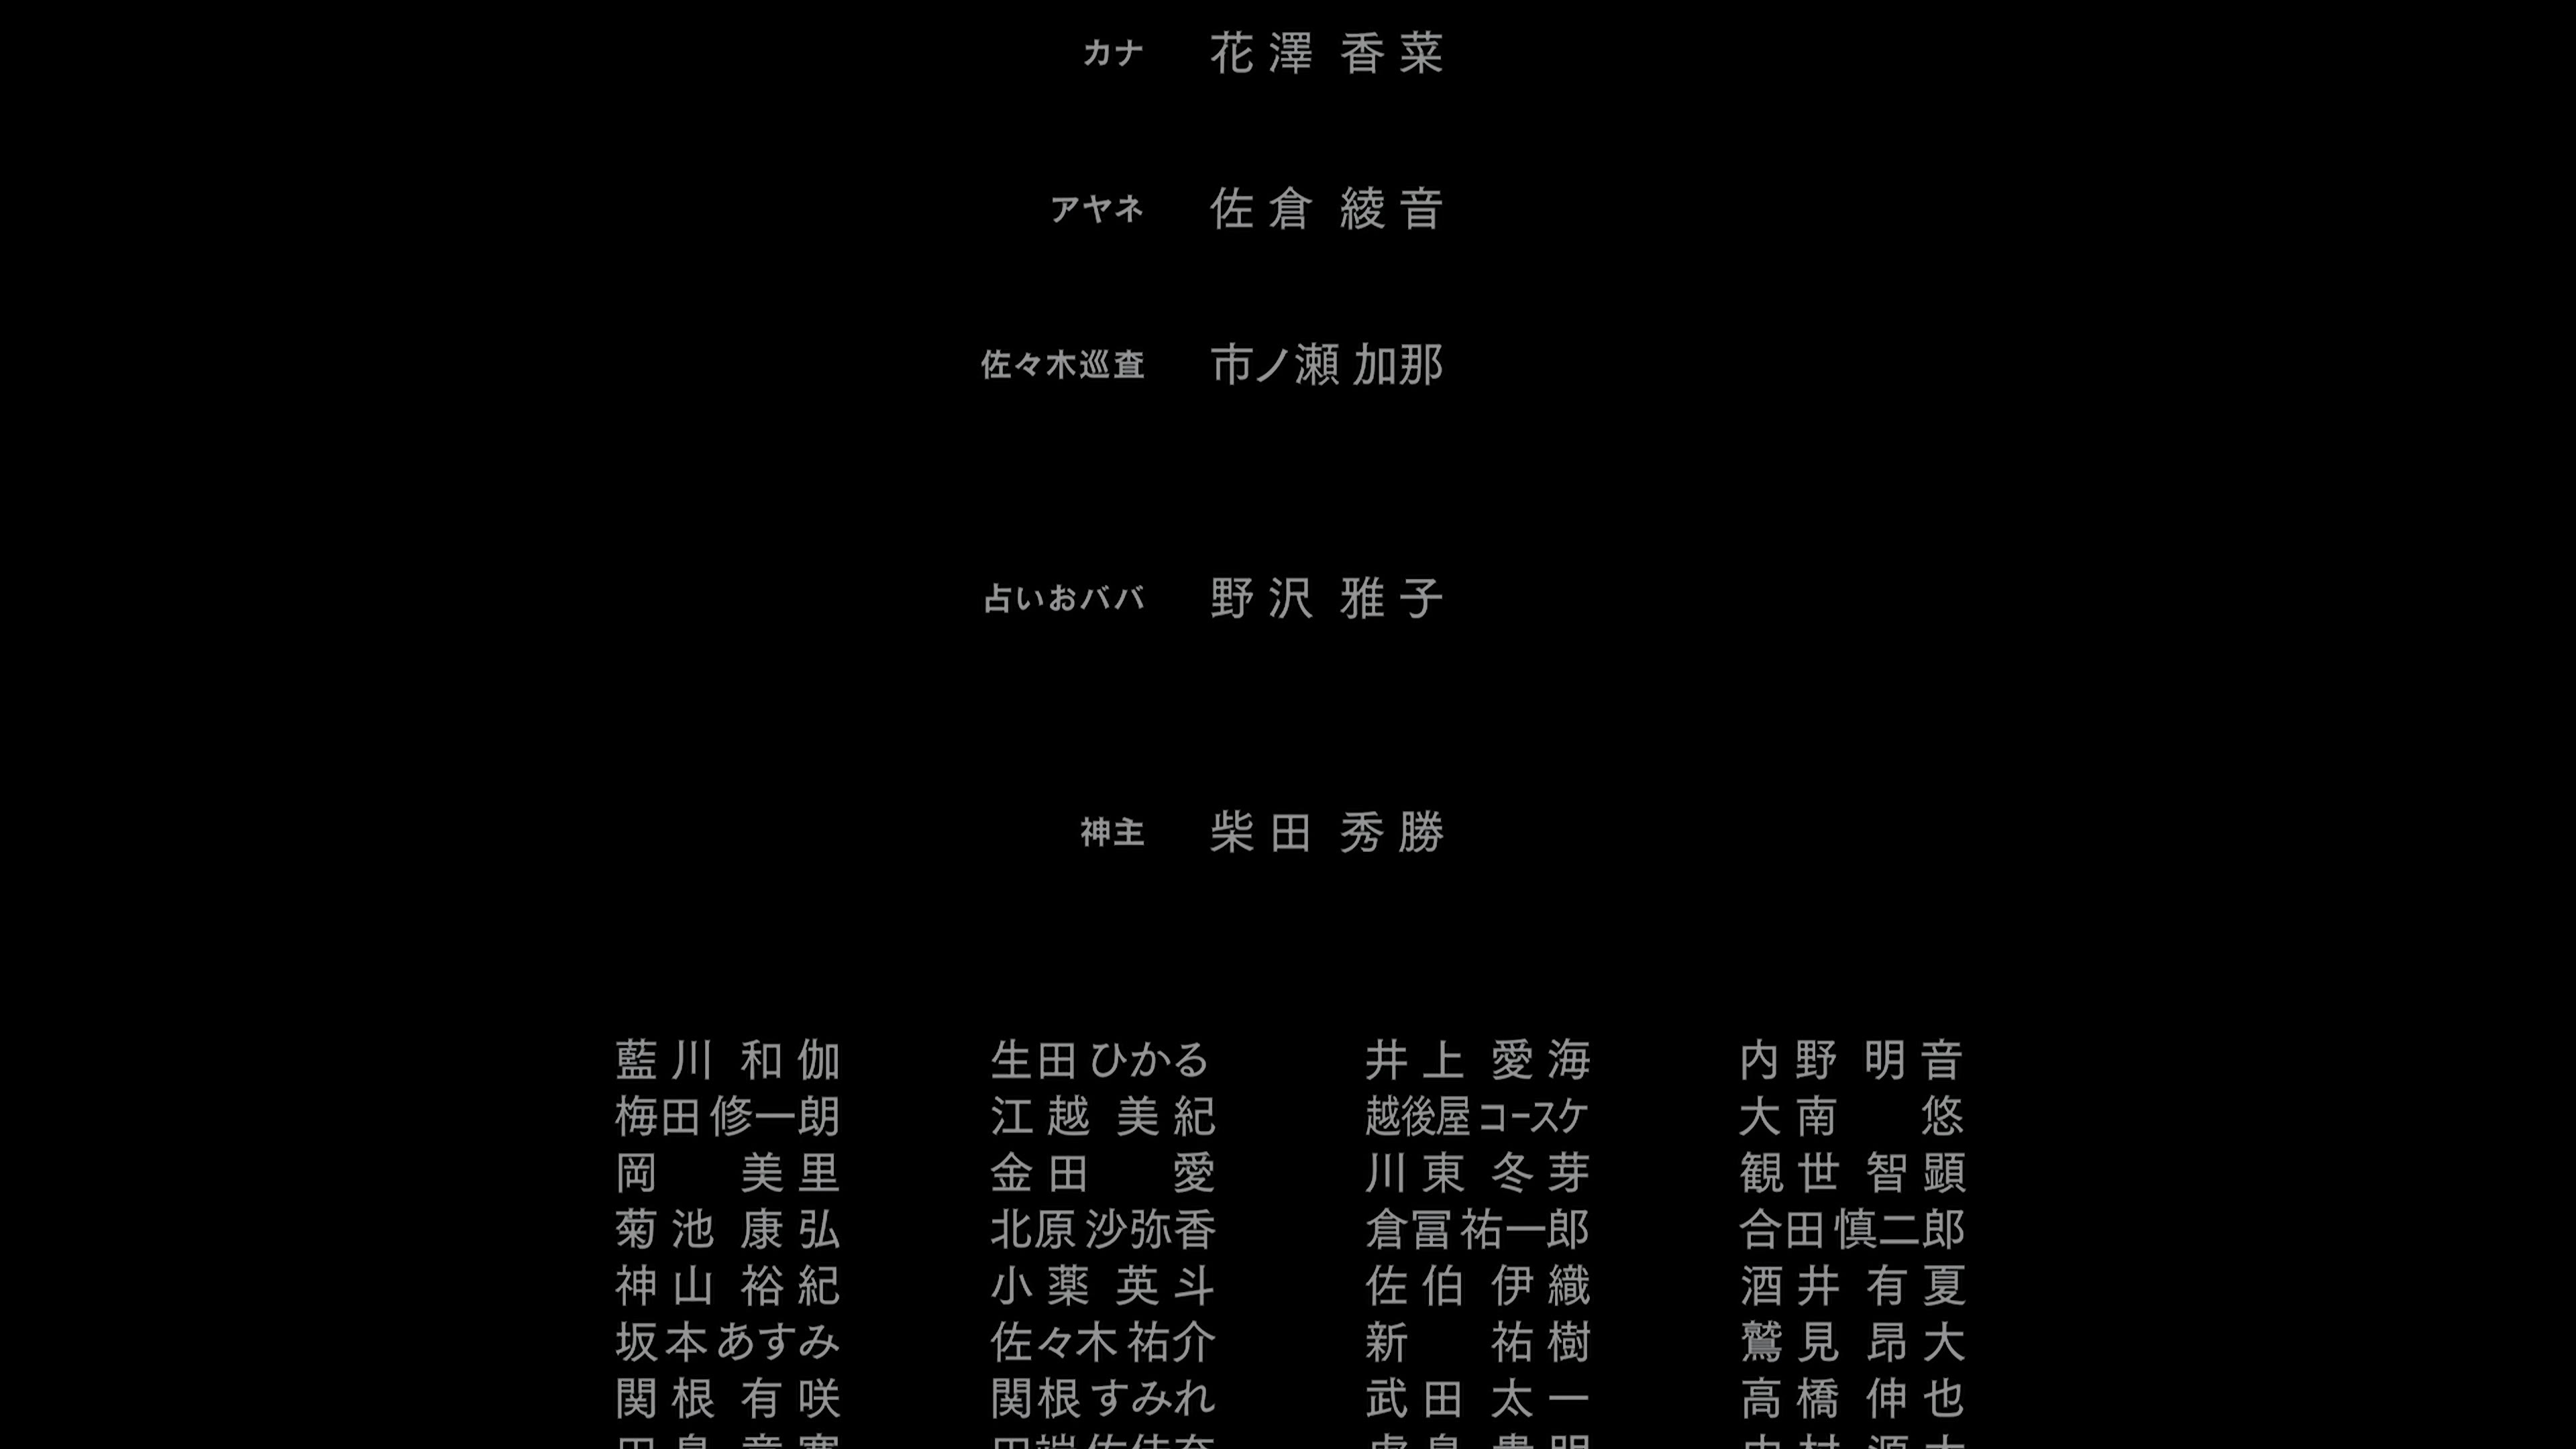 カナ 花澤 香菜
アヤネ 佐倉 綾音
佐々木巡査 市ノ瀬 加那
占いおババ 野沢 雅子
神主 柴田 秀勝
藍川 和伽 生田 ひかる 井上 愛海 内野 明音
梅田 修一朗 江越 美紀 越後屋 コースケ 大南 悠
岡 美里 金田 愛 川東 冬芽 観世 智顕
菊池 康弘 北原 沙弥香 倉冨 祐一郎 合田 慎二郎
神山 裕紀 小薬 英斗 佐伯 伊織 酒井 有夏
坂本 あすみ 佐々木 祐介 新 祐樹 鷲見 昂大
関根 有咲 関根 すみれ 武田 太一 高橋 伸也